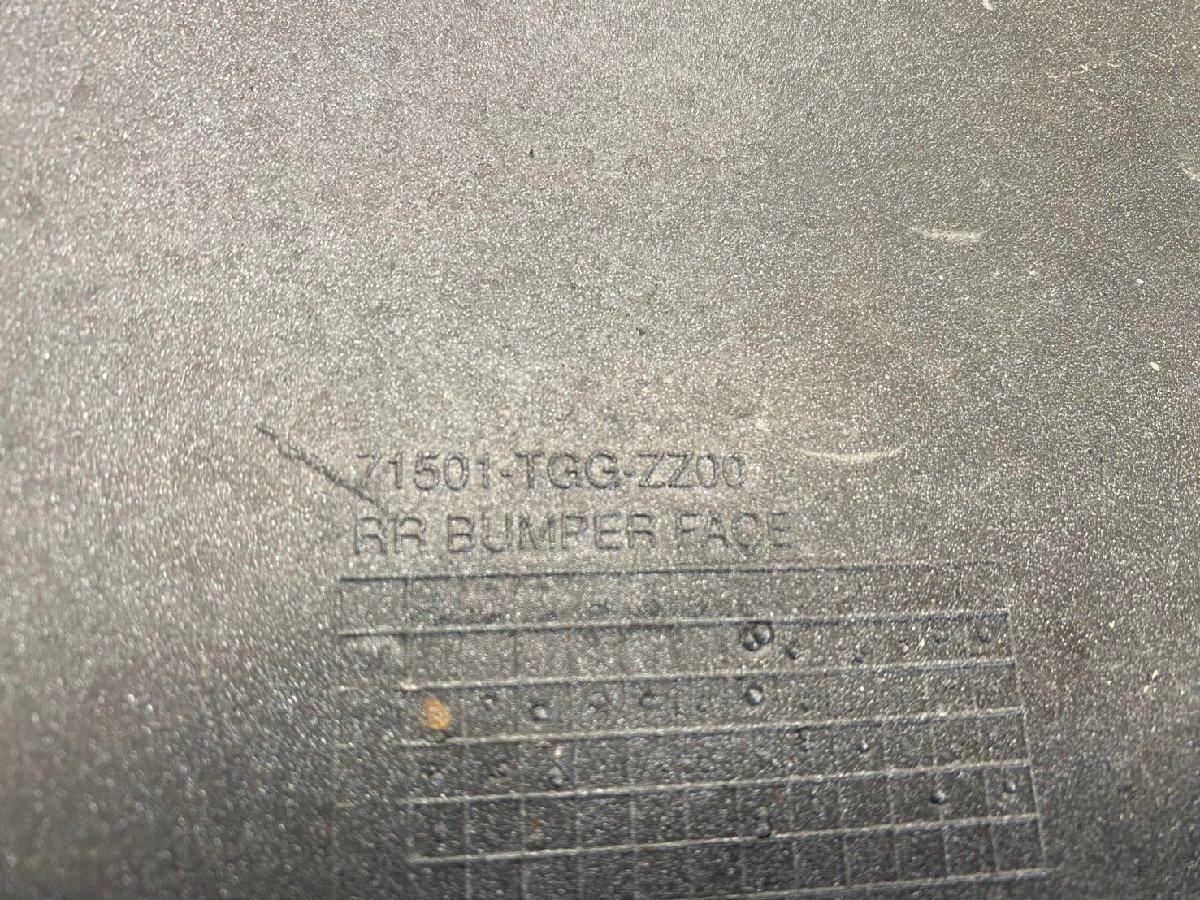 71501-TGG-ZZ00
RR BUMPER FACE